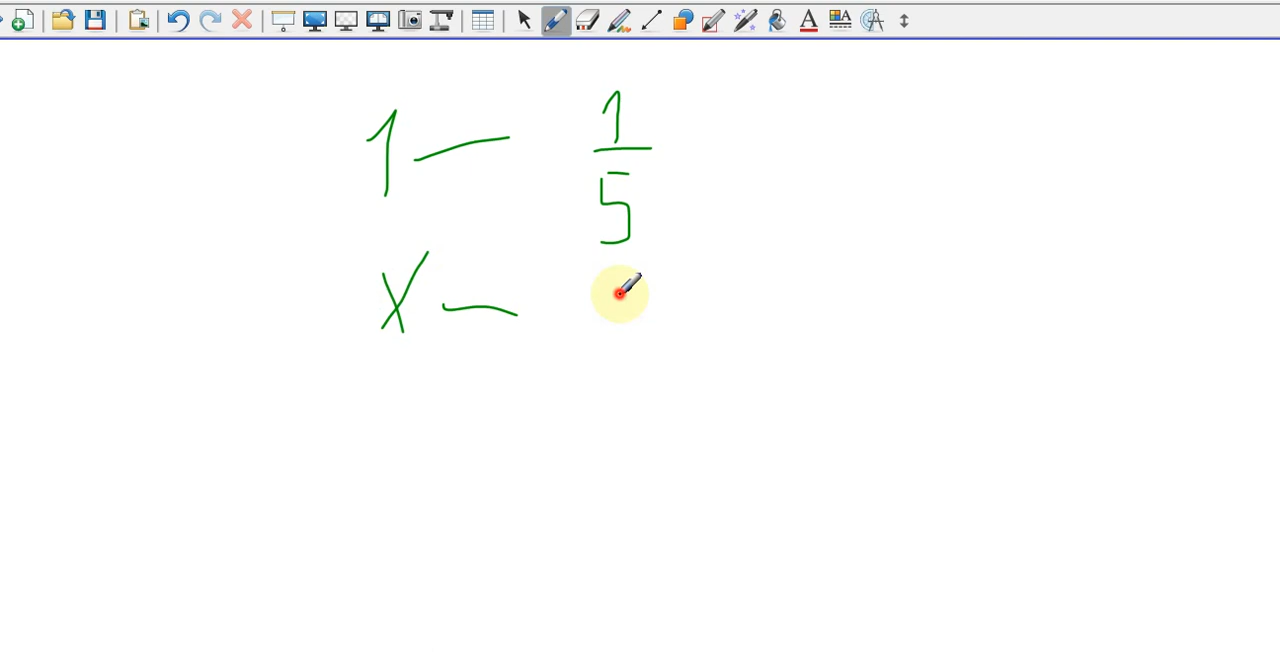 1 — 1/5
X —